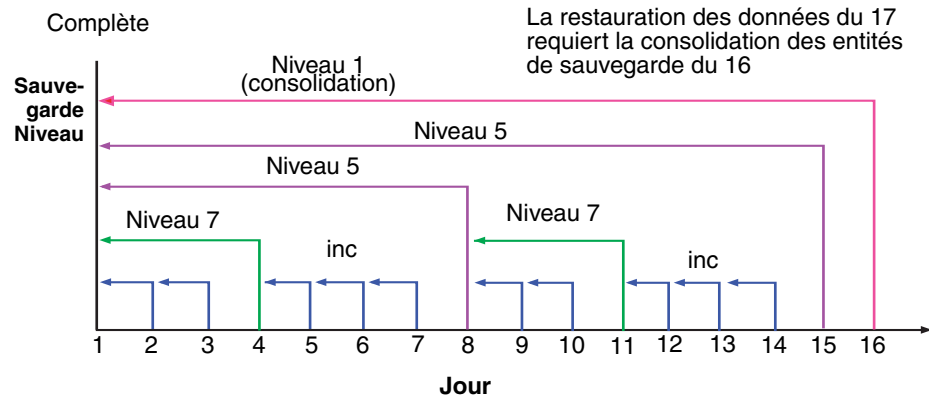 Complète
La restauration des données du 17
requiert la consolidation des entités
de sauvegarde du 16
Niveau 1
(consolidation)
Sauve-
garde
Niveau
Niveau 5
Niveau 5
Niveau 7
Niveau 7
inc
inc
1 2 3 4 5 6 7 8 9 10 11 12 13 14 15 16
Jour